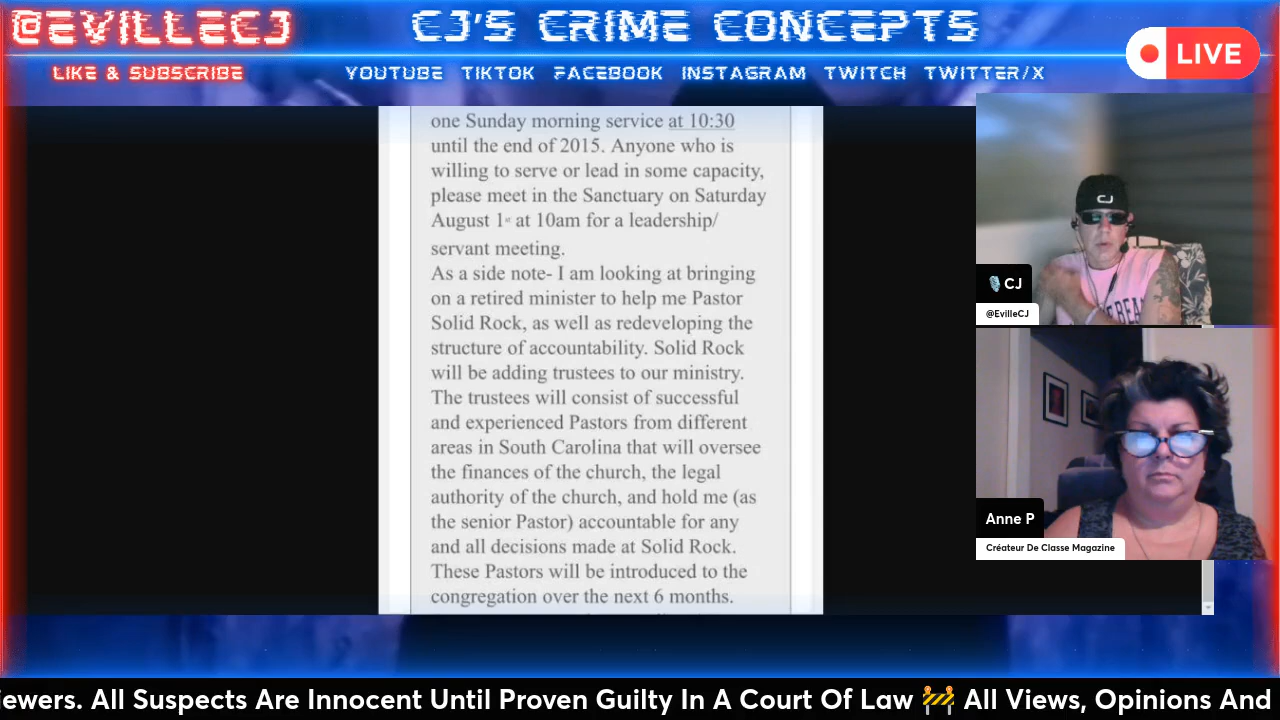 @EVILLECJ
CJ'S CRIME CONCEPTS
LIVE
LIKE & SUBSCRIBE
YOUTUBE TIKTOK FACEBOOK INSTAGRAM TWITCH TWITTER/X
one Sunday morning service at 10:30
until the end of 2015. Anyone who is
willing to serve or lead in some capacity,
please meet in the Sanctuary on Saturday
August 1st at 10am for a leadership/
servant meeting.
As a side note- I am looking at bringing
on a retired minister to help me Pastor
Solid Rock, as well as redeveloping the
structure of accountability. Solid Rock
will be adding trustees to our ministry.
The trustees will consist of successful
and experienced Pastors from different
areas in South Carolina that will oversee
the finances of the church, the legal
authority of the church, and hold me (as
the senior Pastor) accountable for any
and all decisions made at Solid Rock.
These Pastors will be introduced to the
congregation over the next 6 months.
CJ
🎙️CJ
@EvilleCJ
Anne P
Créateur De Classe Magazine
iewers. All Suspects Are Innocent Until Proven Guilty In A Court Of Law 🚧 All Views, Opinions And